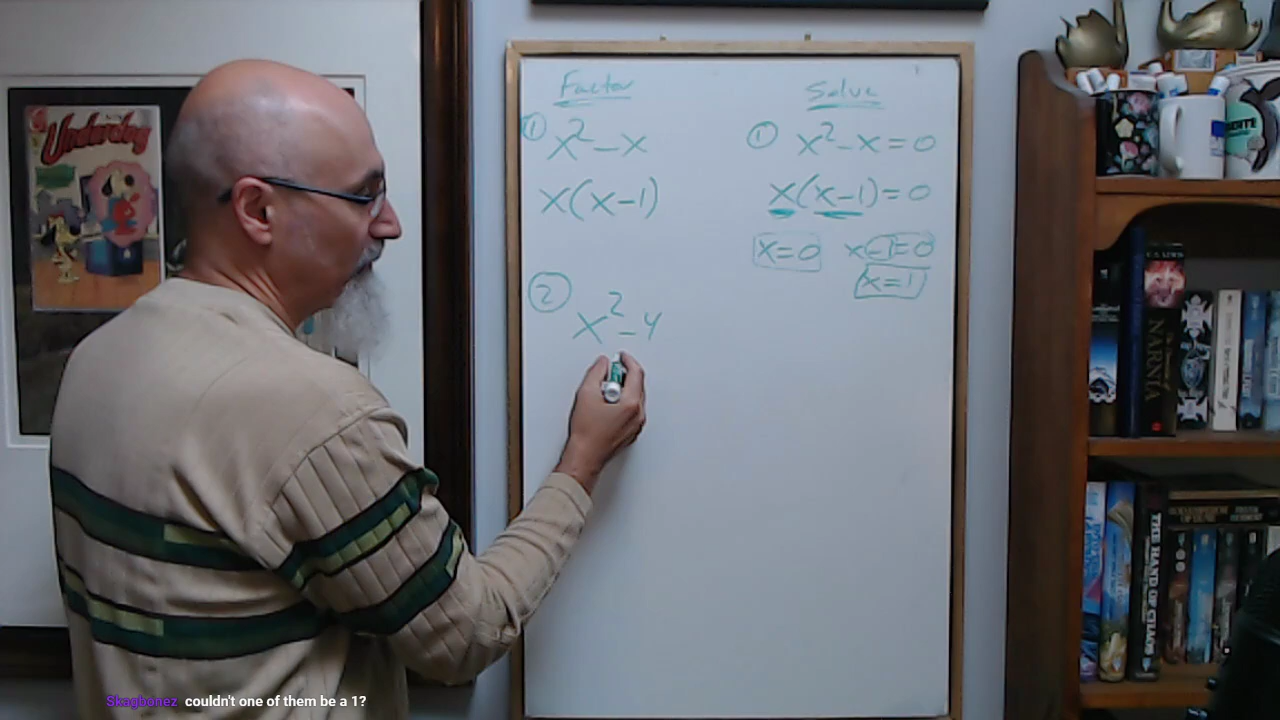 Underdog
Factor
① x² - x
x(x-1)
② x² - 4
Solve
① x² - x = 0
x(x-1) = 0
x=0 x-1=0
x=1
C.S. LEWIS
NARNIA
THE HAND OF CHAOS
Skagbonez couldn't one of them be a 1?